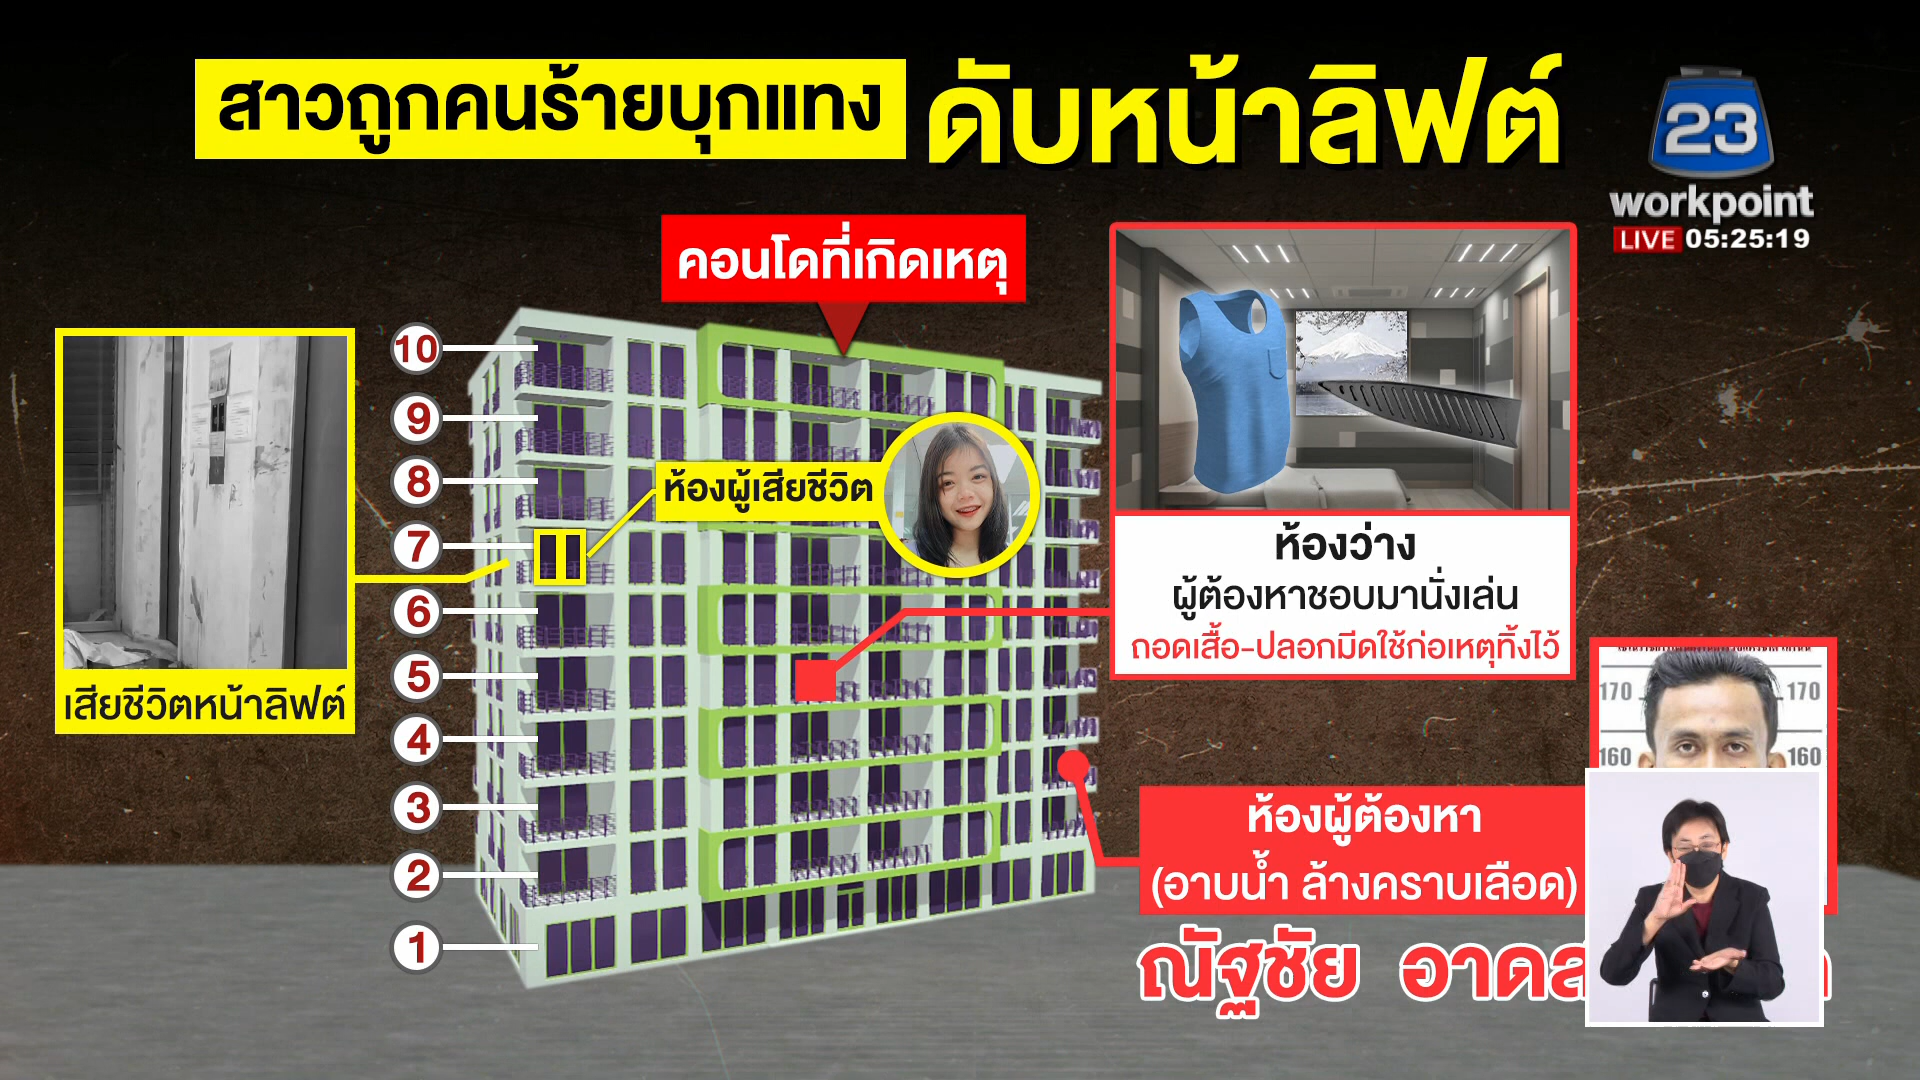 สาวถูกคนร้ายบุกแทง ดับหน้าลิฟต์
23
workpoint
LIVE 05:25:19
คอนโดที่เกิดเหตุ
10
9
8
7
6
5
4
3
2
1
ห้องผู้เสียชีวิต
เสียชีวิตหน้าลิฟต์
ห้องว่าง
ผู้ต้องหาชอบมานั่งเล่น
ถอดเสื้อ-ปลอกมีดใช้ก่อเหตุทิ้งไว้
170 170
160 160
ห้องผู้ต้องหา
(อาบน้ำ ล้างคราบเลือด)
ณัฐชัย